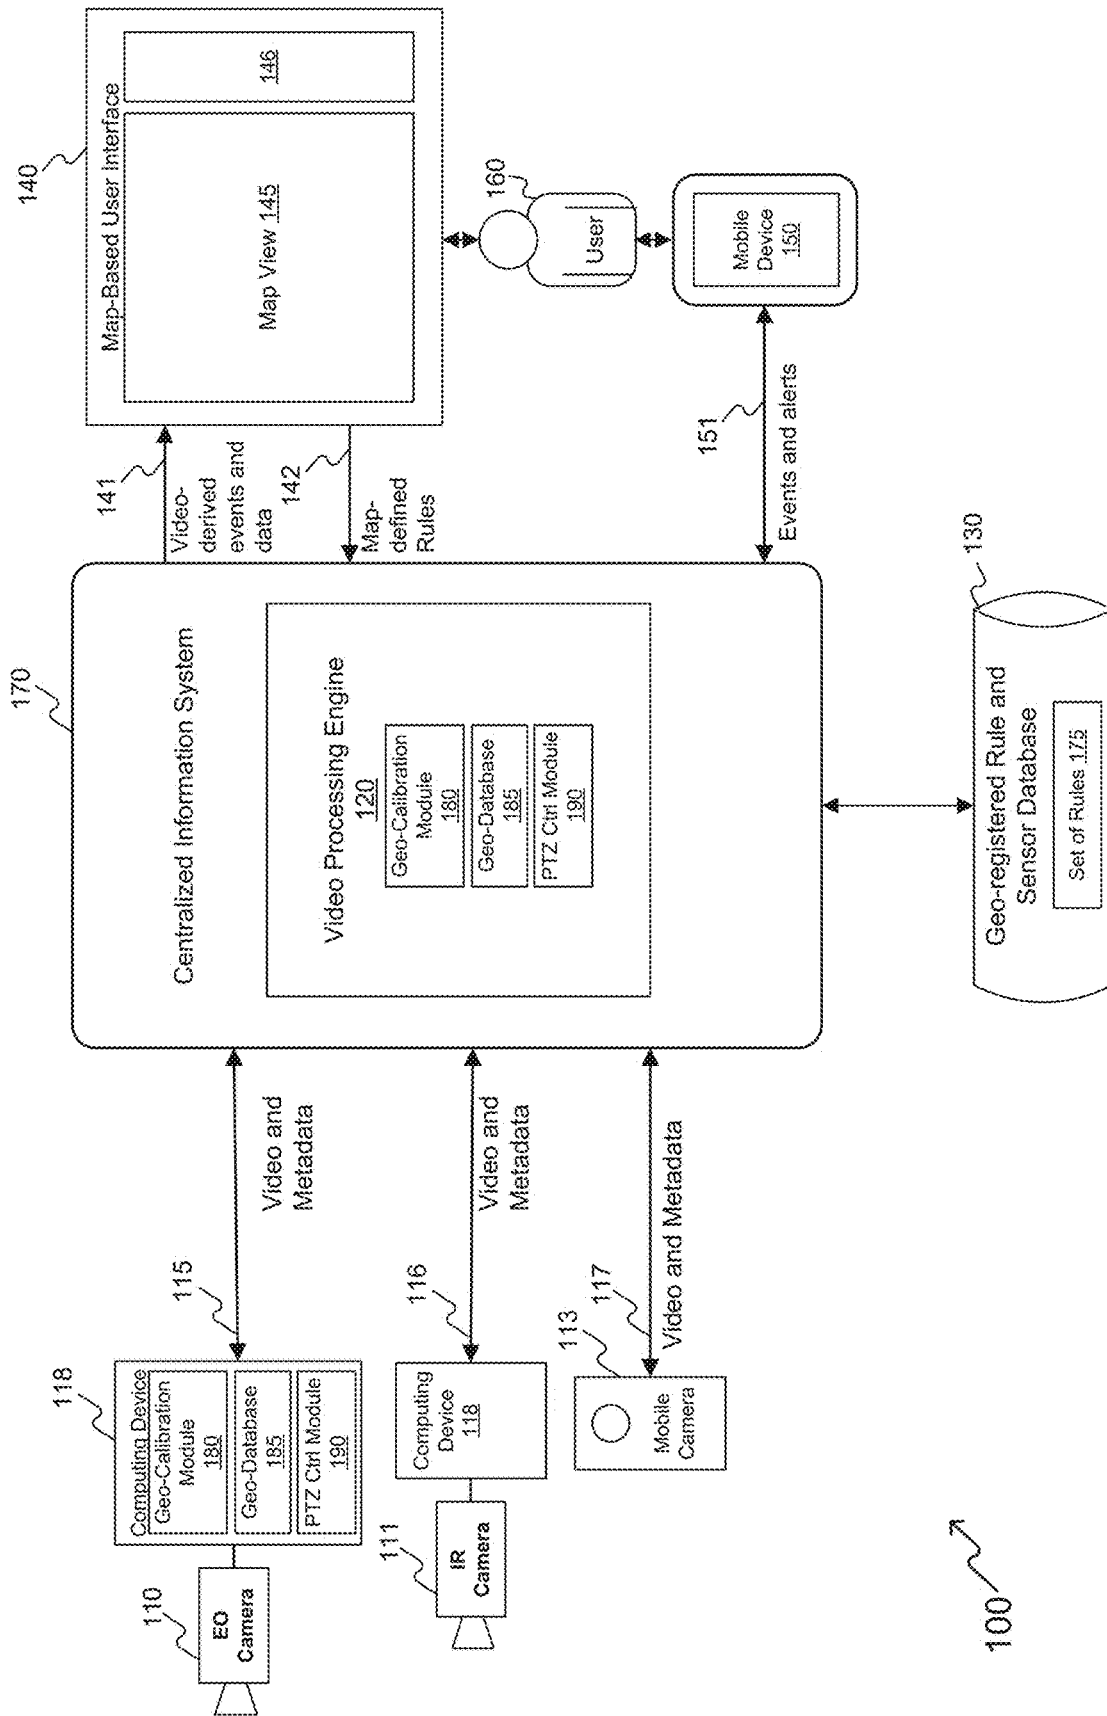 110
EO
Camera
118
Computing Device
Geo-Calibration
Module
180
Geo-Database
185
PTZ Ctrl Module
190
115
Video and
Metadata
111
IR
Camera
Computing
Device
118
116
Video and
Metadata
113
Mobile
Camera
117
Video and Metadata
170
Centralized Information System
Video Processing Engine
120
Geo-Calibration
Module
180
Geo-Database
185
PTZ Ctrl Module
190
141
Video-
derived
events and
data
142
Map-
defined
Rules
140
Map-Based User Interface
Map View 145
146
160
User
Mobile
Device
150
151
Events and alerts
130
Geo-registered Rule and
Sensor Database
Set of Rules 175
100